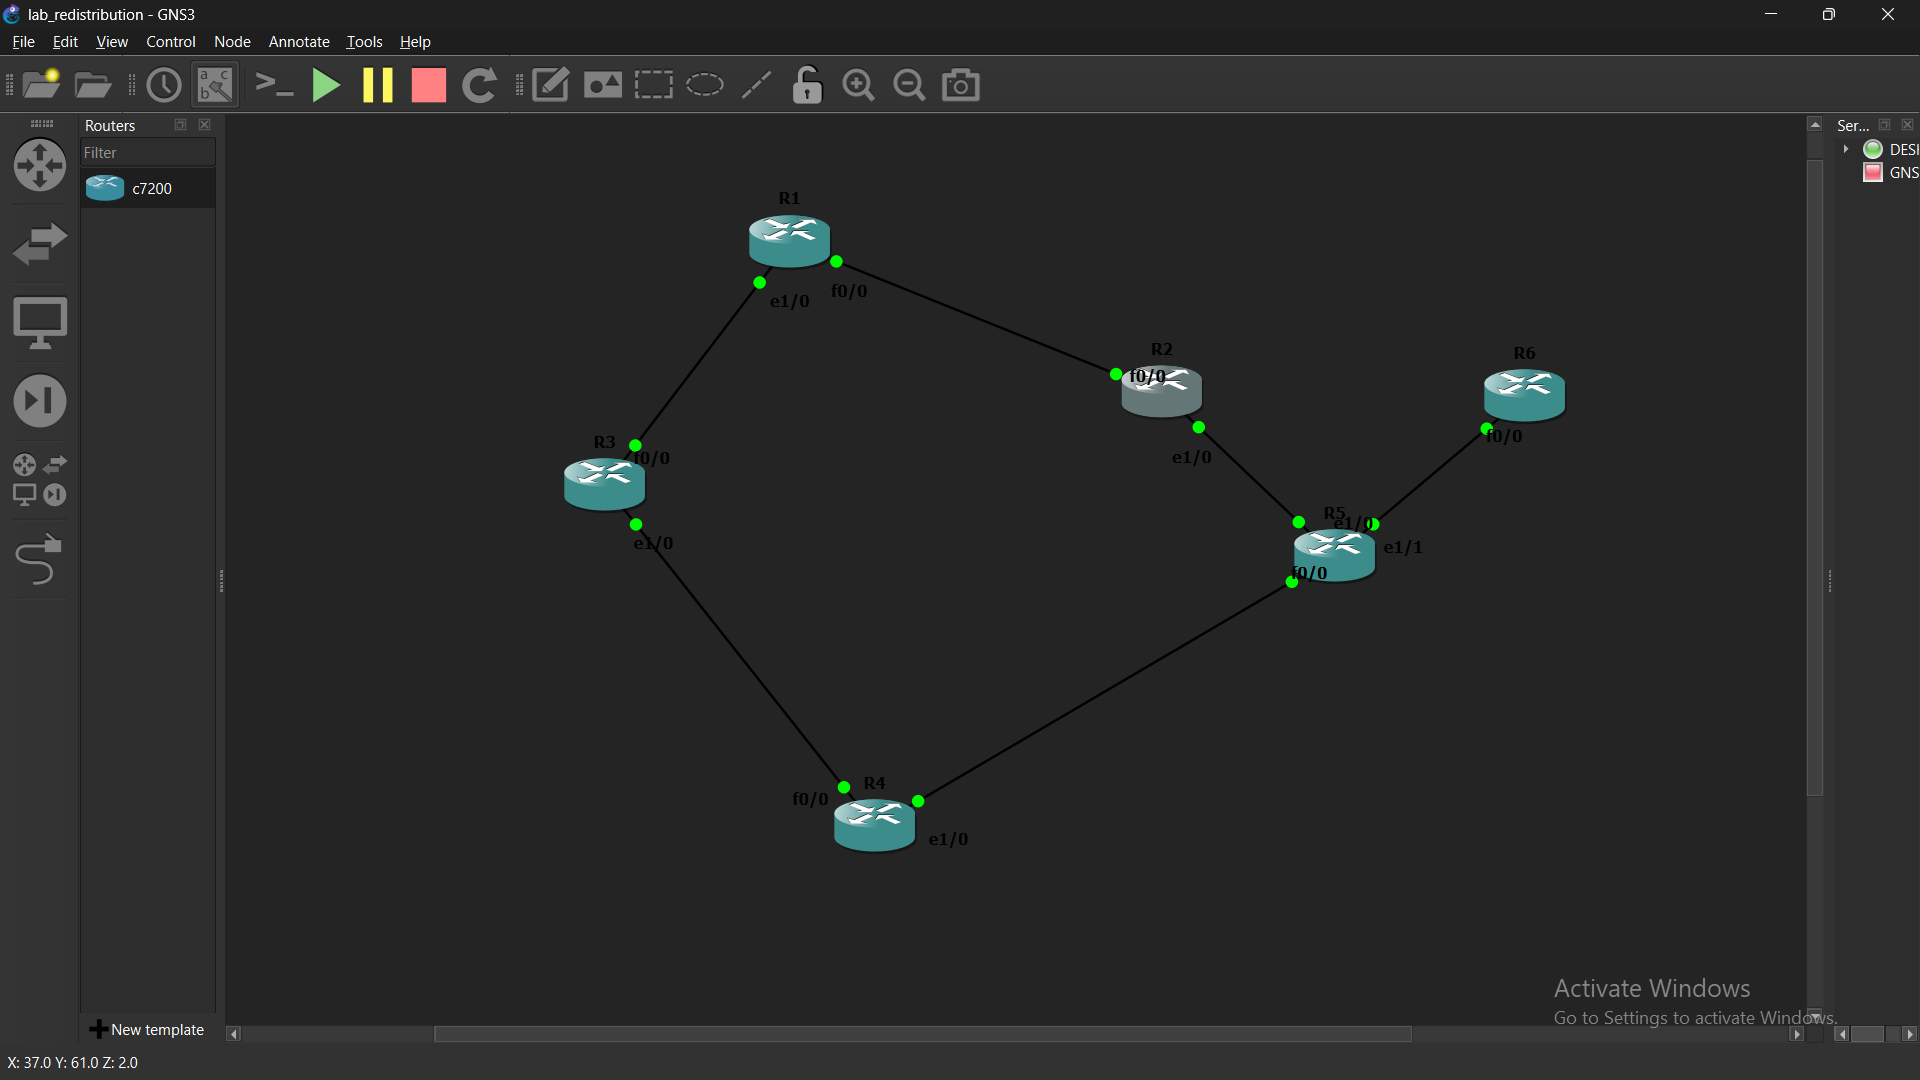 lab_redistribution - GNS3
File Edit View Control Node Annotate Tools Help
a c
b
Routers
Filter
c7200
Ser...
DESI
GNS
R1
e1/0
f0/0
R2
f0/0
e1/0
R6
f0/0
R3
f0/0
e1/0
R5
e1/0
e1/1
f0/0
R4
f0/0
e1/0
Activate Windows
Go to Settings to activate Windows.
New template
X: 37.0 Y: 61.0 Z: 2.0